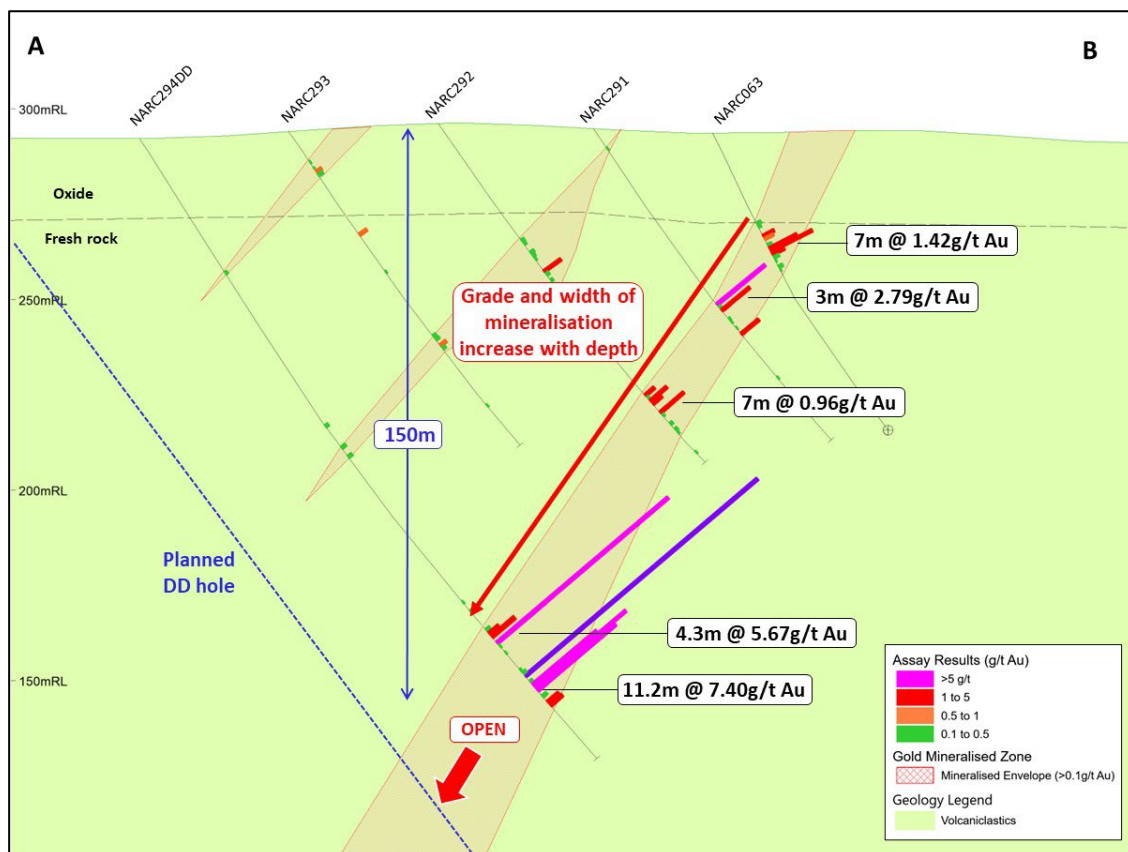 A
B
NARC294DD
NARC293
NARC292
NARC291
NARC063
300mRL
Oxide
Fresh rock
7m @ 1.42g/t Au
250mRL
3m @ 2.79g/t Au
Grade and width of
mineralisation
increase with depth
7m @ 0.96g/t Au
150m
200mRL
Planned
DD hole
4.3m @ 5.67g/t Au
150mRL
11.2m @ 7.40g/t Au
OPEN
Assay Results (g/t Au)
>5 g/t
1 to 5
0.5 to 1
0.1 to 0.5
Gold Mineralised Zone
Mineralised Envelope (>0.1g/t Au)
Geology Legend
Volcaniclastics